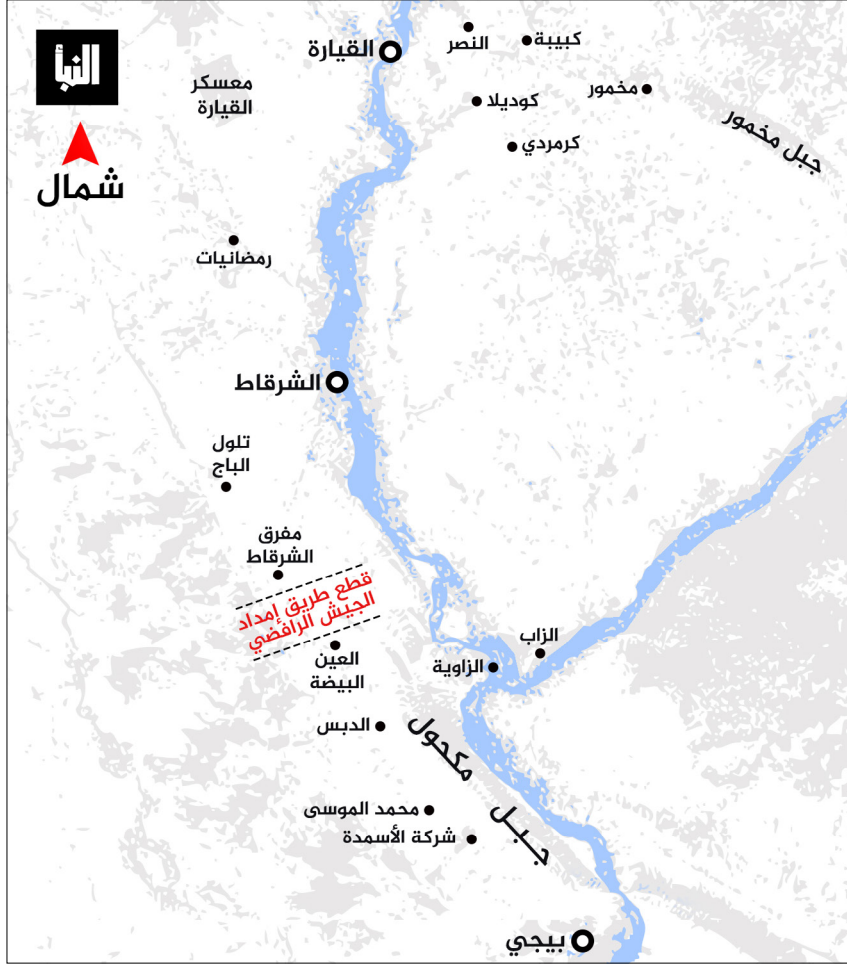 النبأ
شمال
القيارة
معسكر
القيارة
النصر
كبيبة
مخمور
كوديلا
كرمردي
جبل مخمور
رمضانيات
الشرقاط
تلول
الباج
مفرق
الشرقاط
قطع طريق إمداد
الجيش الرافضي
العين
البيضة
الزاب
الزاوية
الدبس
جبل مكحول
محمد الموسى
شركة الأسمدة
بيجي